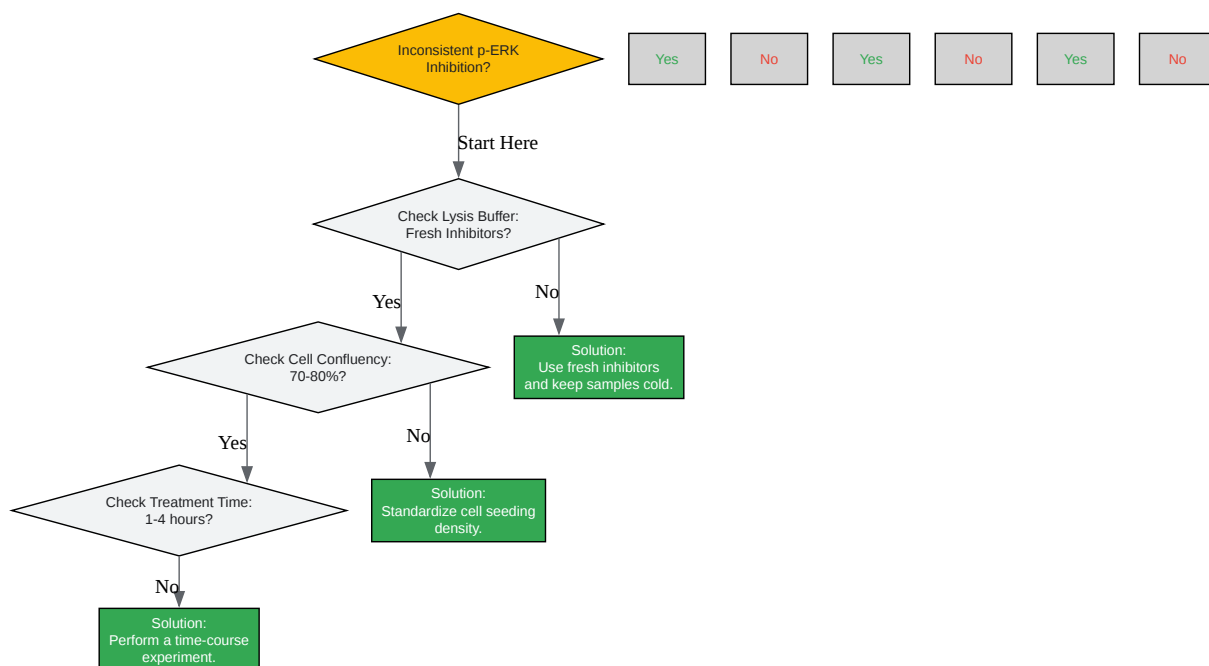 Inconsistent p-ERK
Inhibition?
Yes
No
Yes
No
Yes
No
Start Here
Check Lysis Buffer:
Fresh Inhibitors?
Yes
No
Check Cell Confluency:
70-80%?
Solution:
Use fresh inhibitors
and keep samples cold.
Yes
No
Check Treatment Time:
1-4 hours?
Solution:
Standardize cell seeding
density.
No
Solution:
Perform a time-course
experiment.